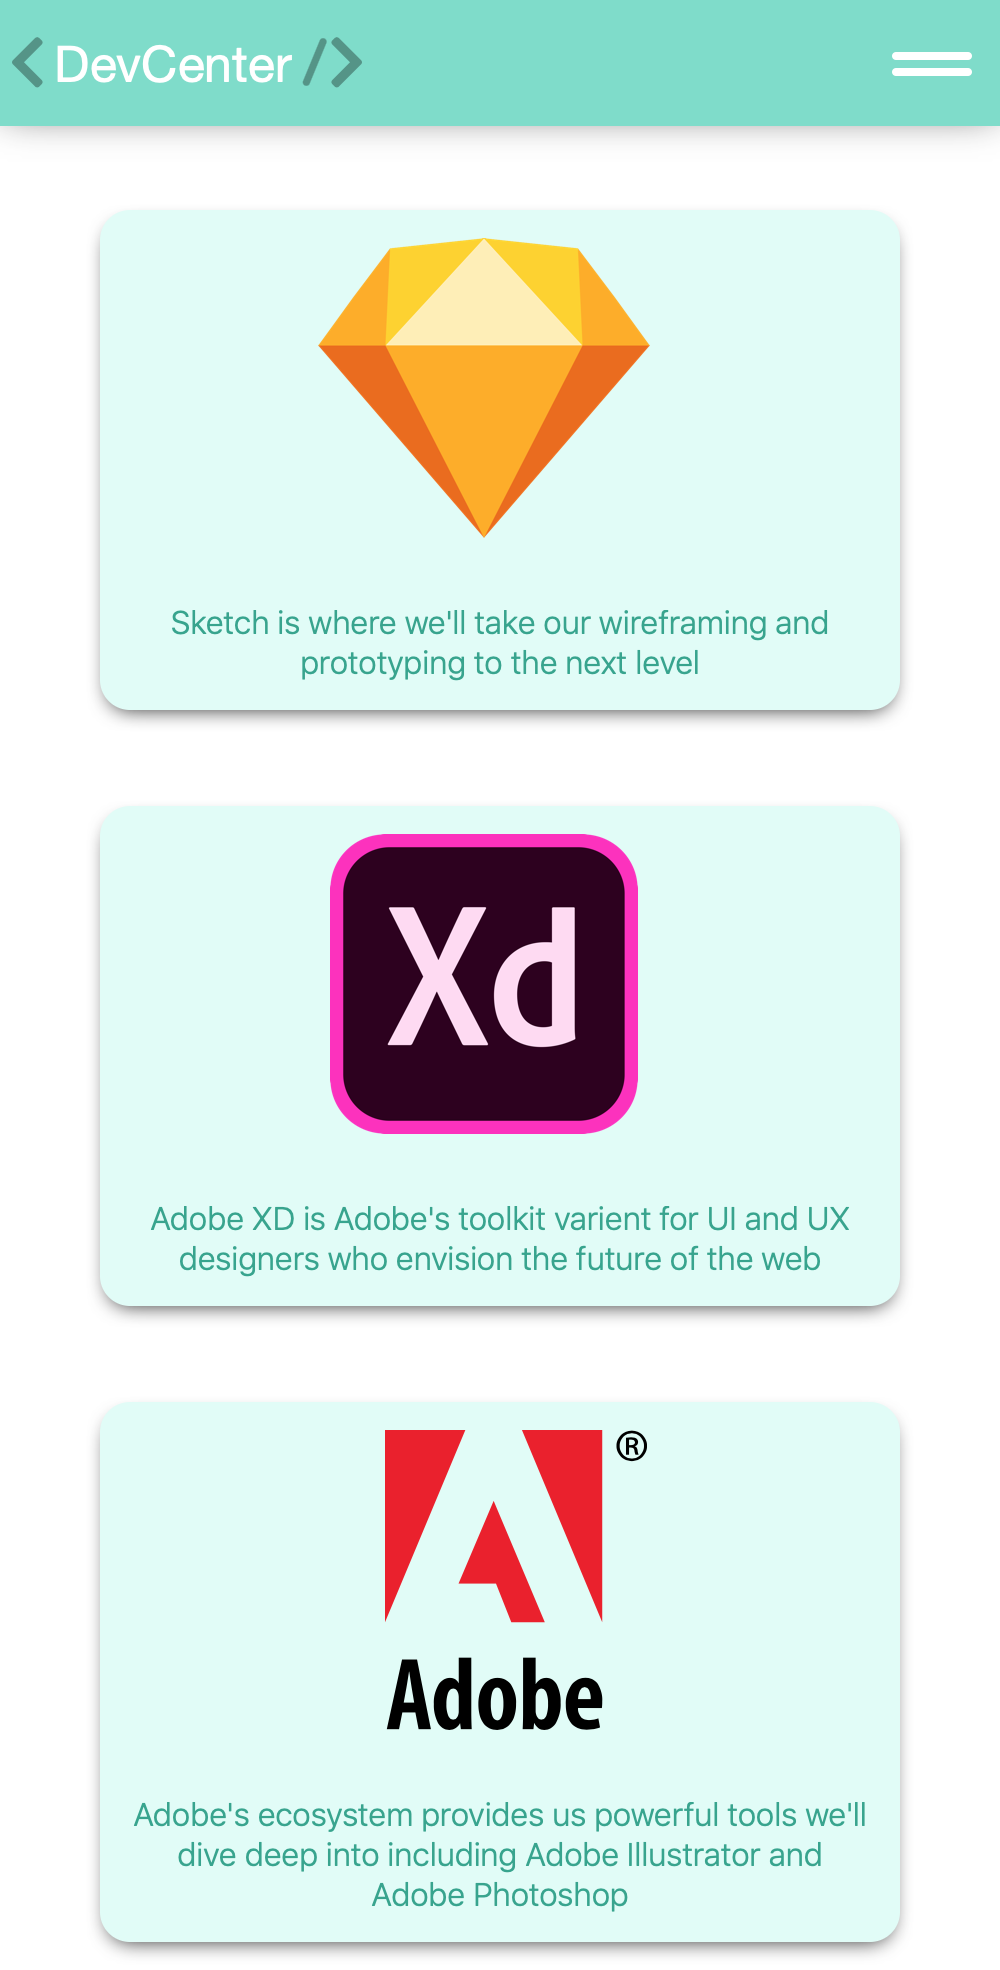 < DevCenter />
Sketch is where we'll take our wireframing and
prototyping to the next level
Xd
Adobe XD is Adobe's toolkit varient for UI and UX
designers who envision the future of the web
®
Adobe
Adobe's ecosystem provides us powerful tools we'll
dive deep into including Adobe Illustrator and
Adobe Photoshop